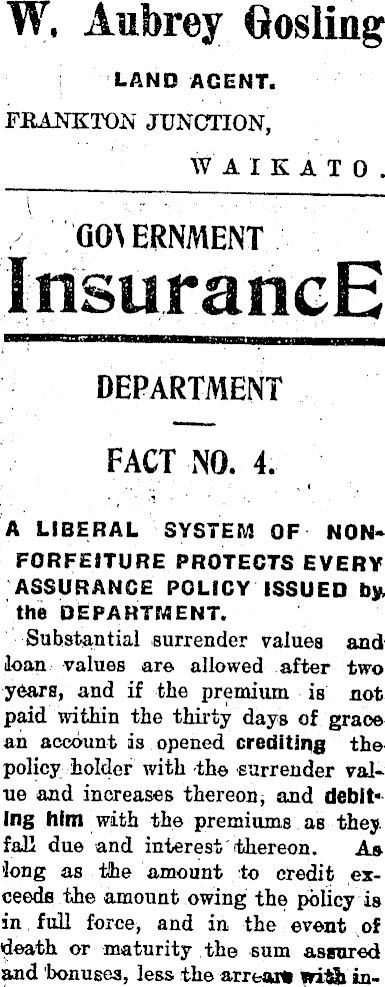 W. Aubrey Gosling
LAND AGENT.
FRANKTON JUNCTION,
WAIKATO.
GOVERNMENT
InsurancE
DEPARTMENT
FACT NO. 4.
A LIBERAL SYSTEM OF NON-
FORFEITURE PROTECTS EVERY
ASSURANCE POLICY ISSUED by
the DEPARTMENT.
Substantial surrender values and
loan values are allowed after two
years, and if the premium is not
paid within the thirty days of grace
an account is opened crediting the
policy holder with the surrender val-
ue and increases thereon, and debit-
ing him with the premiums as they
fall due and interest thereon. As
long as the amount to credit ex-
ceeds the amount owing the policy is
in full force, and in the event of
death or maturity the sum assured
and bonuses, less the arrears with in-